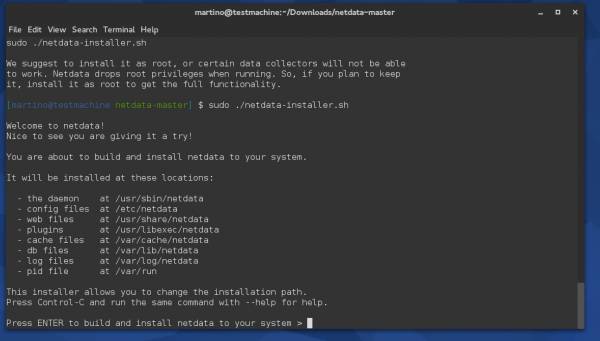 martino@testmachine:~/Downloads/netdata-master
File Edit View Search Terminal Help
sudo ./netdata-installer.sh
We suggest to install it as root, or certain data collectors will not be able
to work. Netdata drops root privileges when running. So, if you plan to keep
it, install it as root to get the full functionality.
[martino@testmachine netdata-master] $ sudo ./netdata-installer.sh
Welcome to netdata!
Nice to see you are giving it a try!
You are about to build and install netdata to your system.
It will be installed at these locations:
- the daemon    at /usr/sbin/netdata
- config files  at /etc/netdata
- web files     at /usr/share/netdata
- plugins       at /usr/libexec/netdata
- cache files   at /var/cache/netdata
- db files      at /var/lib/netdata
- log files     at /var/log/netdata
- pid file      at /var/run
This installer allows you to change the installation path.
Press Control-C and run the same command with --help for help.
Press ENTER to build and install netdata to your system >